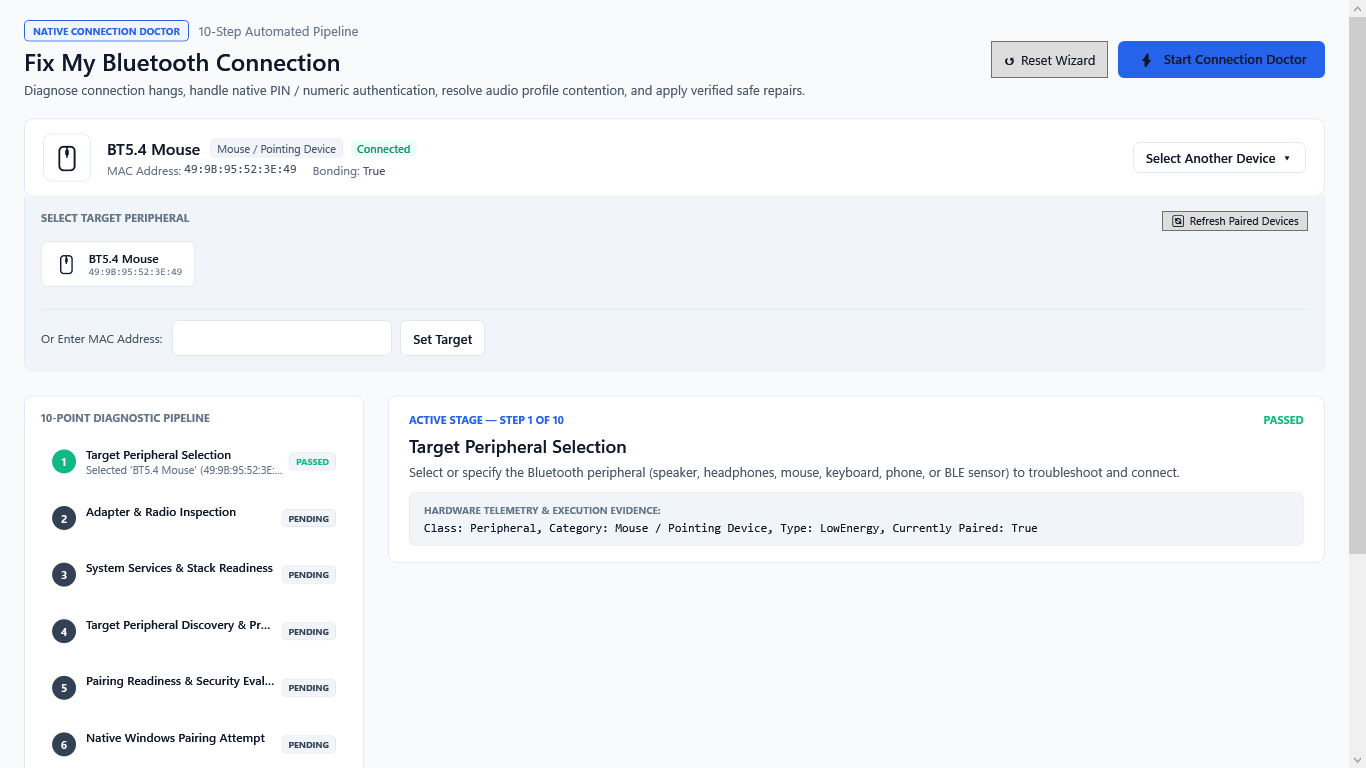 NATIVE CONNECTION DOCTOR 10-Step Automated Pipeline
Fix My Bluetooth Connection
Diagnose connection hangs, handle native PIN / numeric authentication, resolve audio profile contention, and apply verified safe repairs.
↺ Reset Wizard
Start Connection Doctor
BT5.4 Mouse Mouse / Pointing Device Connected
MAC Address: 49:9B:95:52:3E:49 Bonding: True
Select Another Device ▼
SELECT TARGET PERIPHERAL
Refresh Paired Devices
BT5.4 Mouse
49:9B:95:52:3E:49
Or Enter MAC Address:
Set Target
10-POINT DIAGNOSTIC PIPELINE
1 Target Peripheral Selection PASSED
Selected 'BT5.4 Mouse' (49:9B:95:52:3E:...
2 Adapter & Radio Inspection PENDING
3 System Services & Stack Readiness PENDING
4 Target Peripheral Discovery & Pr... PENDING
5 Pairing Readiness & Security Eval... PENDING
6 Native Windows Pairing Attempt PENDING
ACTIVE STAGE — STEP 1 OF 10 PASSED
Target Peripheral Selection
Select or specify the Bluetooth peripheral (speaker, headphones, mouse, keyboard, phone, or BLE sensor) to troubleshoot and connect.
HARDWARE TELEMETRY & EXECUTION EVIDENCE:
Class: Peripheral, Category: Mouse / Pointing Device, Type: LowEnergy, Currently Paired: True